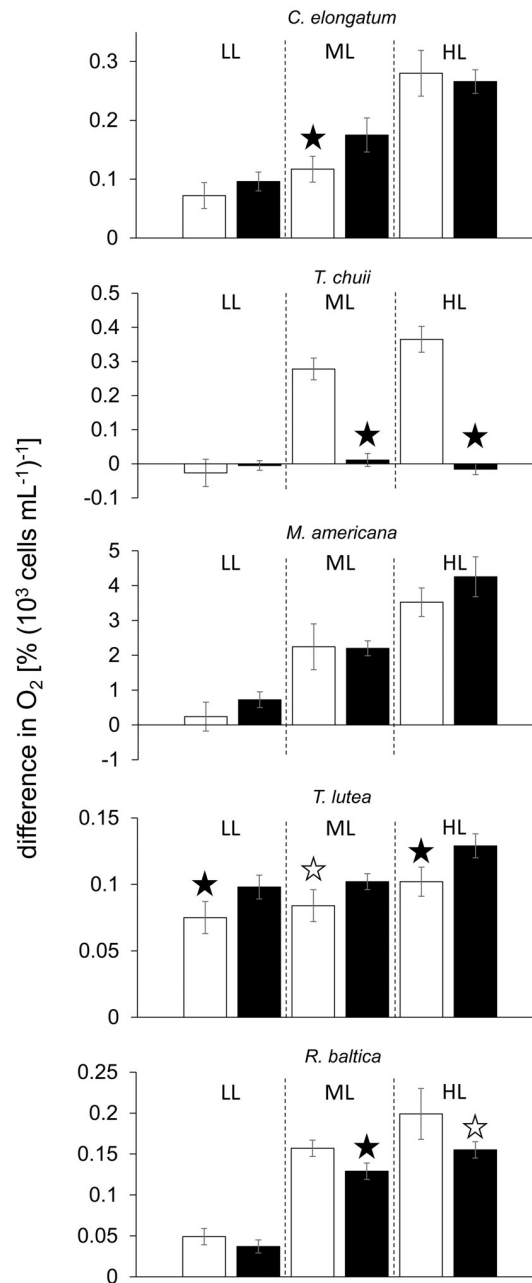 C. elongatum
LL ML HL
0.3
0.2
0.1
0
T. chuii
0.5
LL ML HL
0.4
0.3
0.2
0.1
0
-0.1
M. americana
5
LL ML HL
4
3
2
1
0
-1
difference in O₂ [% (10³ cells mL⁻¹)⁻¹]
T. lutea
0.15
LL ML HL
0.1
0.05
0
R. baltica
0.25
LL ML HL
0.2
0.15
0.1
0.05
0